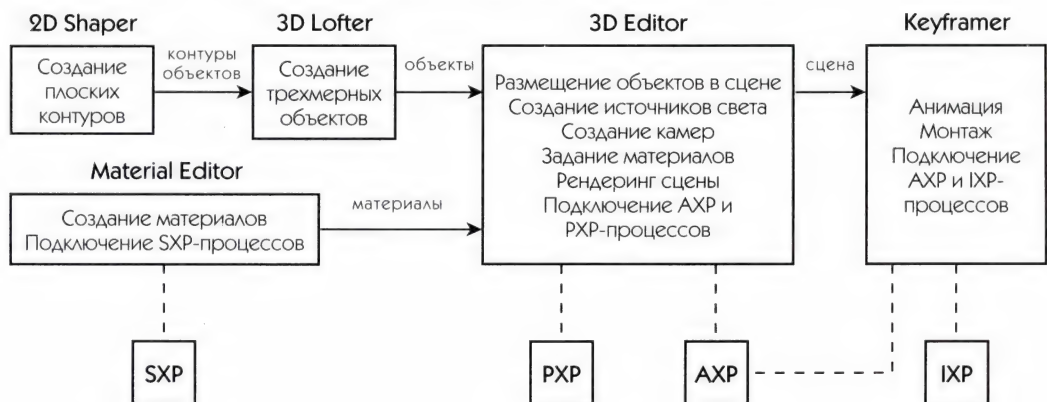 2D Shaper
3D Lofter
3D Editor
Keyframer
Создание
плоских
контуров
контуры
объектов
Создание
трехмерных
объектов
объекты
Размещение объектов в сцене
Создание источников света
Создание камер
Задание материалов
Рендеринг сцены
Подключение AXP и
PXP-процессов
сцена
Анимация
Монтаж
Подключение
AXP и IXP-
процессов
Material Editor
Создание материалов
Подключение SXP-процессов
материалы
SXP
PXP
AXP
IXP